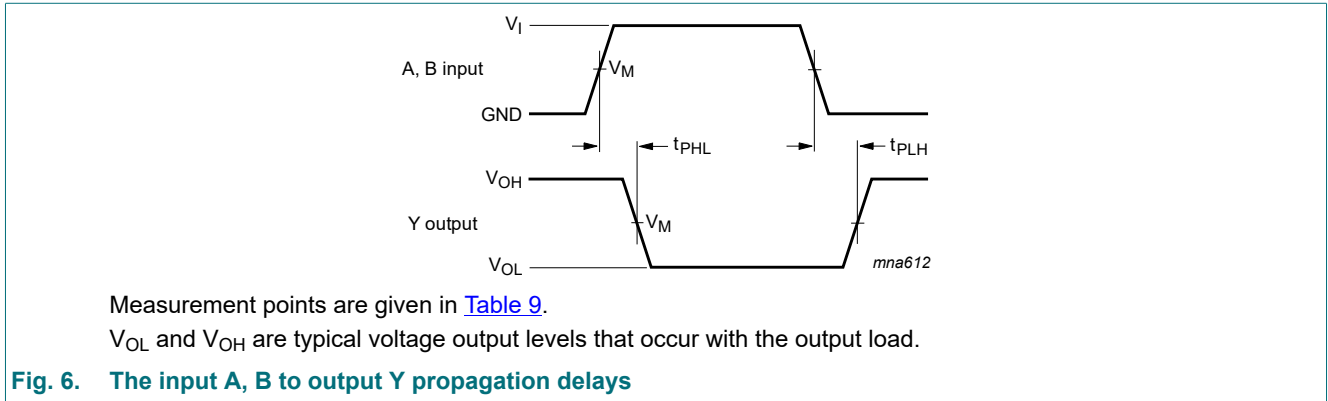 VI
A, B input
VM
GND
tPHL
tPLH
VOH
Y output
VM
VOL
mna612
Measurement points are given in Table 9.
VOL and VOH are typical voltage output levels that occur with the output load.
Fig. 6. The input A, B to output Y propagation delays